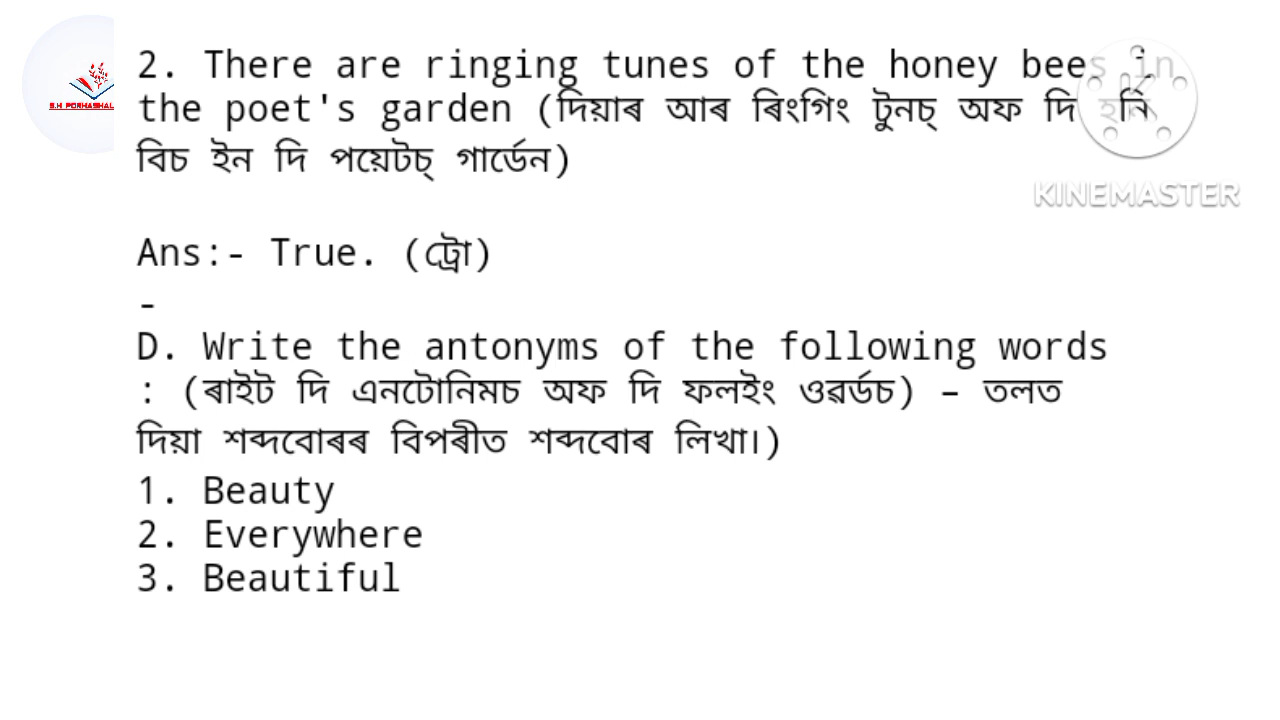 2. There are ringing tunes of the honey bees in
the poet's garden (দিয়াৰ আৰ ৰিংগিং টুনচ্ অফ দি হনি
বিচ ইন দি পয়েটচ্ গাৰ্ডেন)
Ans:- True. (ট্ৰো)
-
D. Write the antonyms of the following words
: (ৰাইট দি এনটোনিমচ অফ দি ফলইং ওৱৰ্ডচ) – তলত
দিয়া শব্দবোৰৰ বিপৰীত শব্দবোৰ লিখা।)
1. Beauty
2. Everywhere
3. Beautiful
KINEMASTER